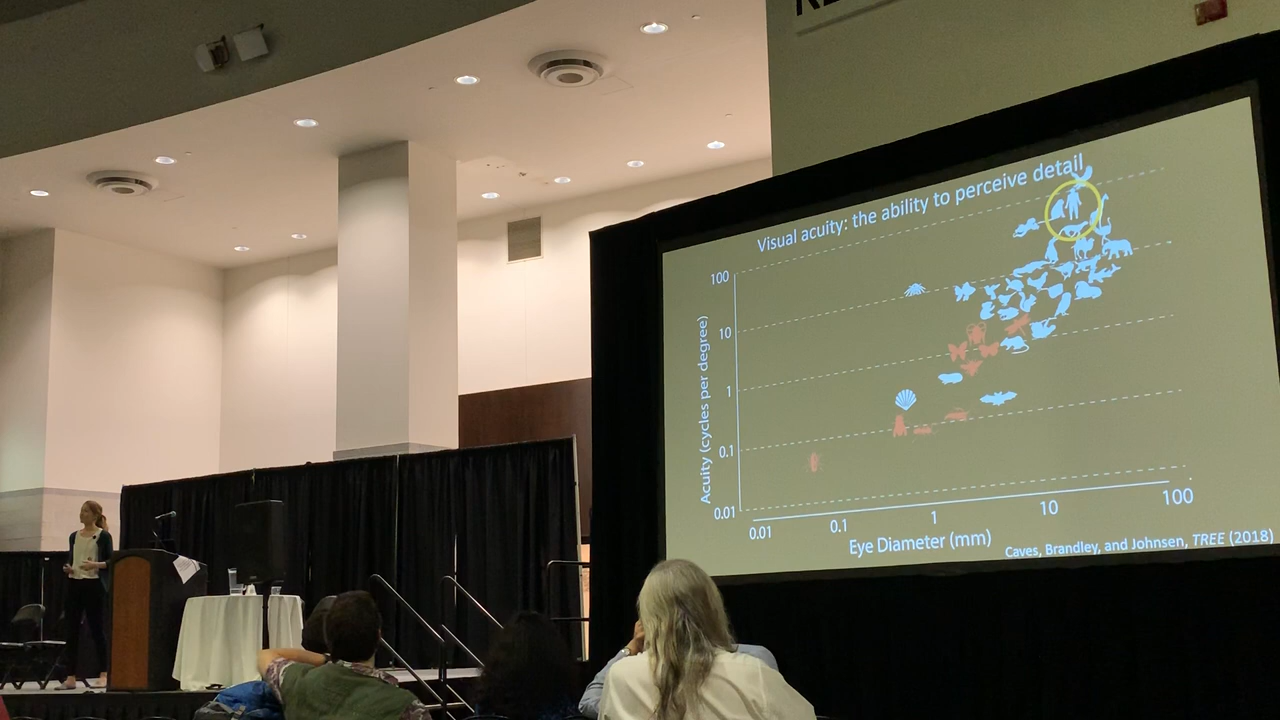 Visual acuity: the ability to perceive detail
100
10
1
0.1
0.01
Acuity (cycles per degree)
0.01 0.1 1 10 100
Eye Diameter (mm)
Caves, Brandley, and Johnsen, TREE (2018)